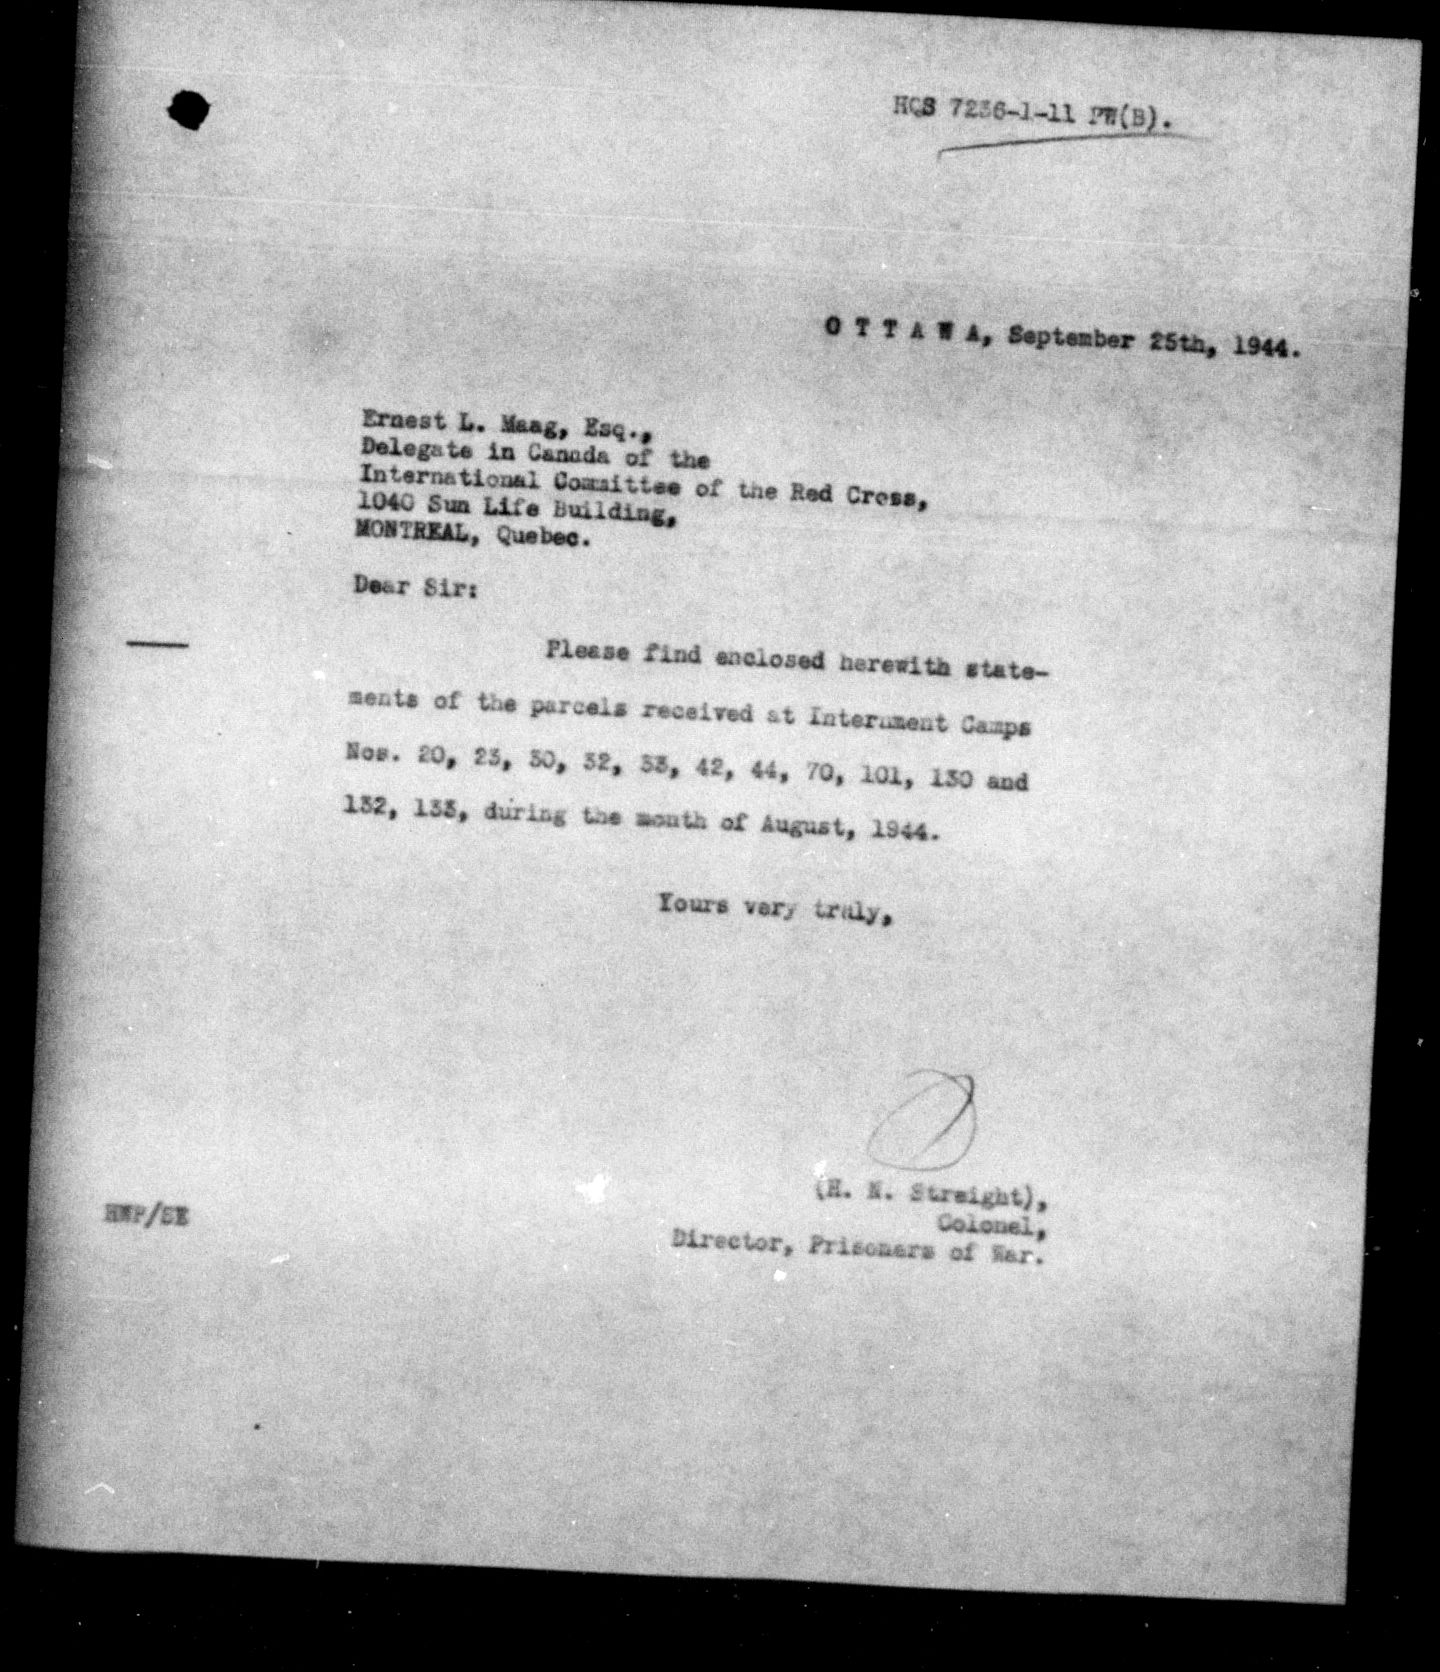 HQS 7236-1-11 PW(B).
O T T A W A, September 25th, 1944.
Ernest L. Maag, Esq.,
Delegate in Canada of the
International Committee of the Red Cross,
1040 Sun Life Building,
MONTREAL, Quebec.
Dear Sir:
Please find enclosed herewith state-
ments of the parcels received at Internment Camps
Nos. 20, 23, 30, 32, 33, 42, 44, 70, 101, 130 and
132, 133, during the month of August, 1944.
Yours very truly,
(H. N. Streight),
Colonel,
Director, Prisoners of War.
HWP/SE